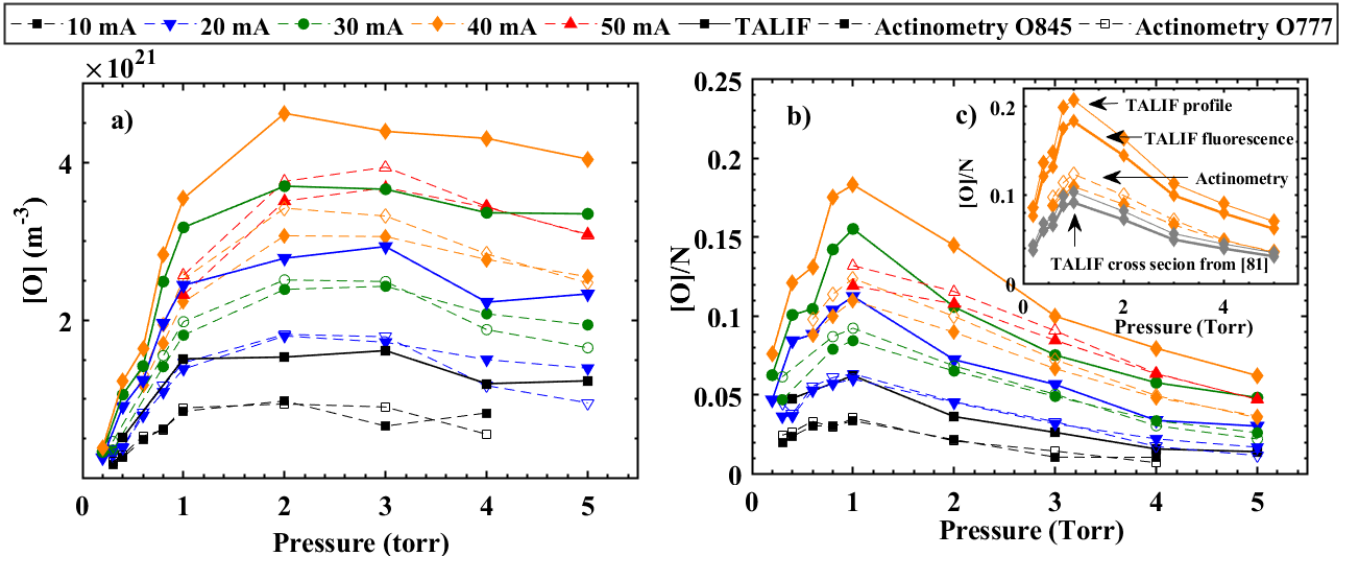 10 mA 20 mA 30 mA 40 mA 50 mA TALIF Actinometry O845 Actinometry O777
× 10²¹
a)
[O] (m⁻³)
4
2
0 1 2 3 4 5
Pressure (torr)
b)
[O]/N
0.25
0.2
0.15
0.1
0.05
0
0 1 2 3 4 5
Pressure (Torr)
c)
[O]/N
0.2
0.1
0
TALIF profile
TALIF fluorescence
Actinometry
TALIF cross secion from [81]
0 2 4
Pressure (Torr)